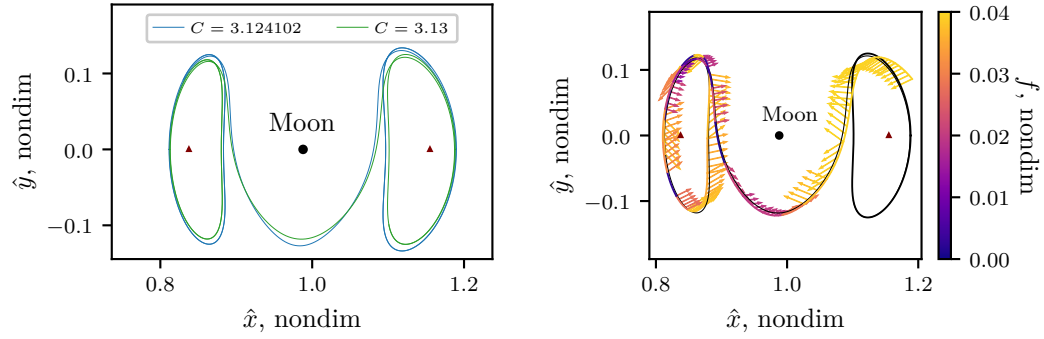 C = 3.124102
C = 3.13
Moon
0.1
0.0
−0.1
ŷ, nondim
0.8
1.0
1.2
x̂, nondim
Moon
0.1
0.0
−0.1
ŷ, nondim
0.8
1.0
1.2
x̂, nondim
0.04
0.03
0.02
0.01
0.00
f, nondim